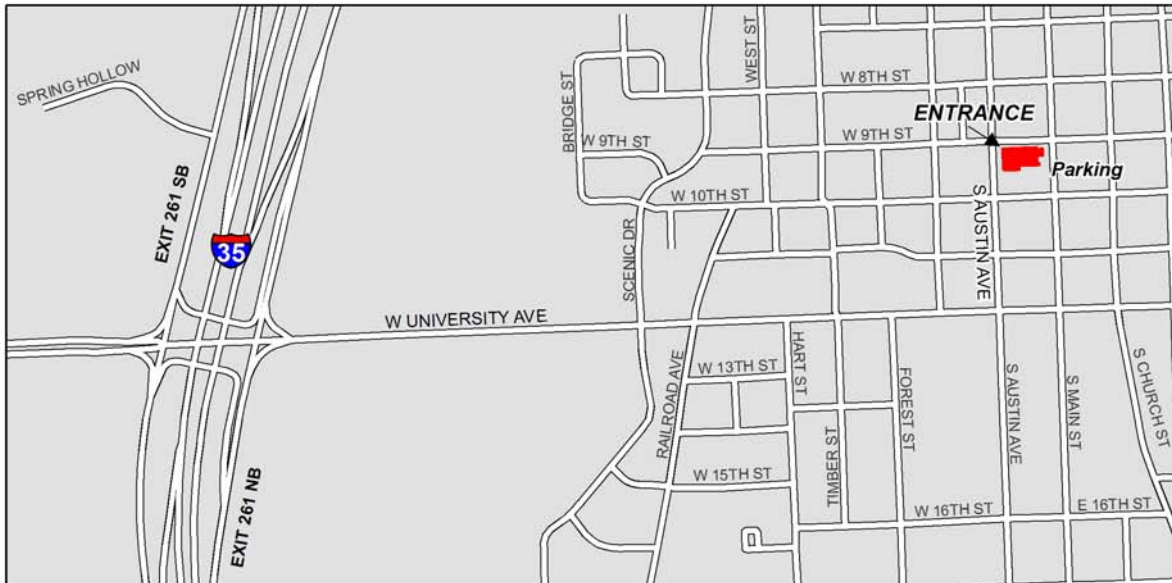 SPRING HOLLOW
EXIT 261 SB
35
EXIT 261 NB
W UNIVERSITY AVE
BRIDGE ST
WEST ST
W 8TH ST
ENTRANCE
W 9TH ST
W 9TH ST
Parking
W 10TH ST
SCENIC DR
S AUSTIN AVE
RAILROAD AVE
W 13TH ST
HART ST
FOREST ST
S AUSTIN AVE
S MAIN ST
S CHURCH ST
TIMBER ST
W 15TH ST
W 16TH ST
E 16TH ST